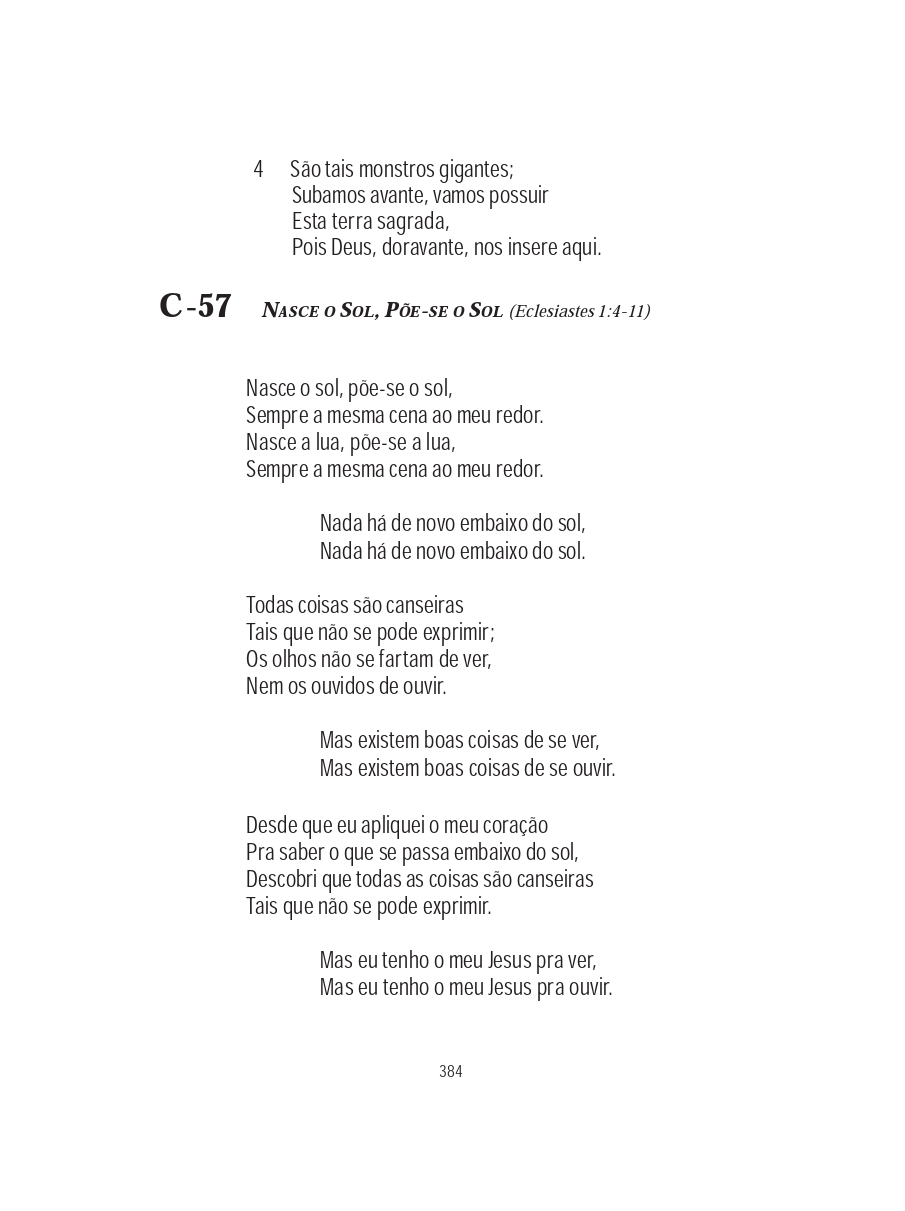 4 São tais monstros gigantes;
Subamos avante, vamos possuir
Esta terra sagrada,
Pois Deus, doravante, nos insere aqui.
C-57 NASCE O SOL, PÕE-SE O SOL (Eclesiastes 1:4-11)
Nasce o sol, põe-se o sol,
Sempre a mesma cena ao meu redor.
Nasce a lua, põe-se a lua,
Sempre a mesma cena ao meu redor.
Nada há de novo embaixo do sol,
Nada há de novo embaixo do sol.
Todas coisas são canseiras
Tais que não se pode exprimir;
Os olhos não se fartam de ver,
Nem os ouvidos de ouvir.
Mas existem boas coisas de se ver,
Mas existem boas coisas de se ouvir.
Desde que eu apliquei o meu coração
Pra saber o que se passa embaixo do sol,
Descobri que todas as coisas são canseiras
Tais que não se pode exprimir.
Mas eu tenho o meu Jesus pra ver,
Mas eu tenho o meu Jesus pra ouvir.
384